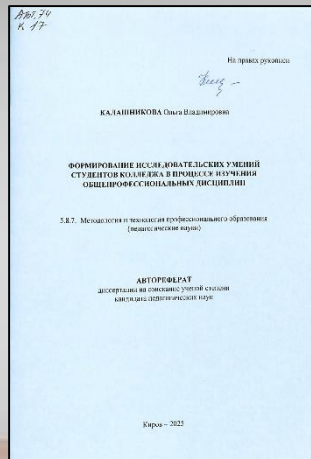 К 17
На правах рукописи
КАЛАШНИКОВА Ольга Владимировна
ФОРМИРОВАНИЕ ИССЛЕДОВАТЕЛЬСКИХ УМЕНИЙ
СТУДЕНТОВ КОЛЛЕДЖА В ПРОЦЕССЕ ИЗУЧЕНИЯ
ОБЩЕПРОФЕССИОНАЛЬНЫХ ДИСЦИПЛИН
5.8.7. Методология и технология профессионального образования
(педагогические науки)
АВТОРЕФЕРАТ
диссертации на соискание ученой степени
кандидата педагогических наук
Киров – 2025